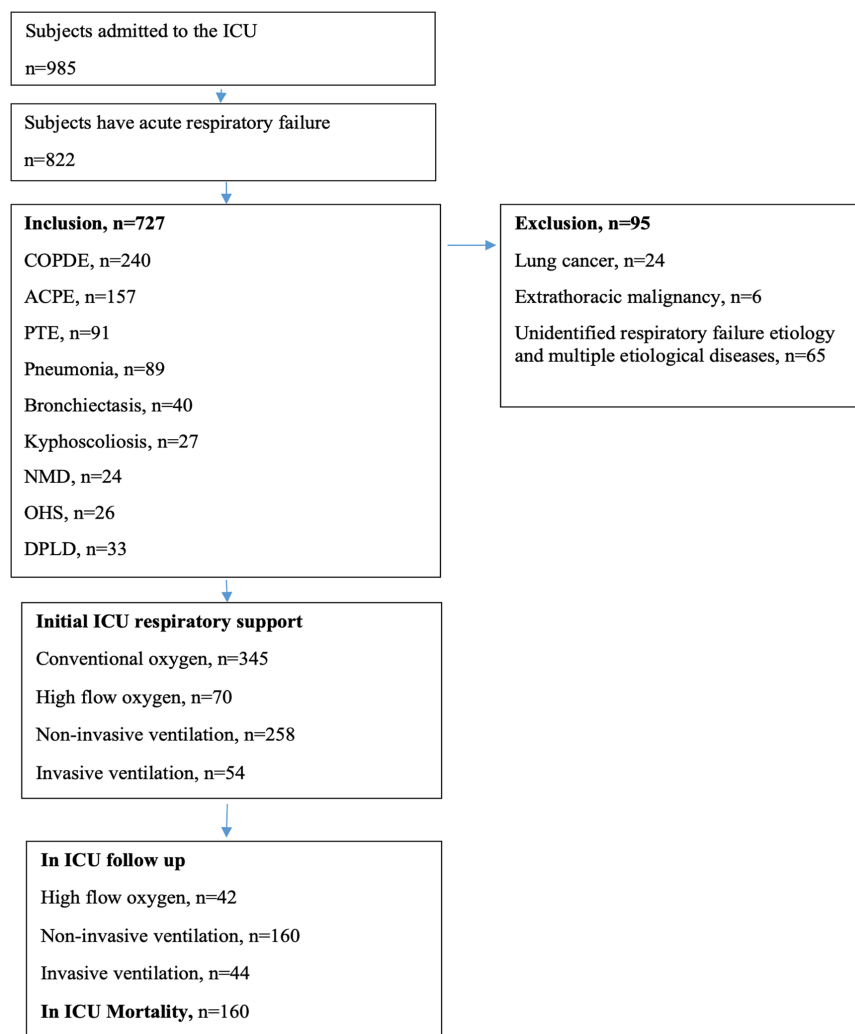 Subjects admitted to the ICU
n=985
Subjects have acute respiratory failure
n=822
Inclusion, n=727
COPDE, n=240
ACPE, n=157
PTE, n=91
Pneumonia, n=89
Bronchiectasis, n=40
Kyphoscoliosis, n=27
NMD, n=24
OHS, n=26
DPLD, n=33
Exclusion, n=95
Lung cancer, n=24
Extrathoracic malignancy, n=6
Unidentified respiratory failure etiology
and multiple etiological diseases, n=65
Initial ICU respiratory support
Conventional oxygen, n=345
High flow oxygen, n=70
Non-invasive ventilation, n=258
Invasive ventilation, n=54
In ICU follow up
High flow oxygen, n=42
Non-invasive ventilation, n=160
Invasive ventilation, n=44
In ICU Mortality, n=160